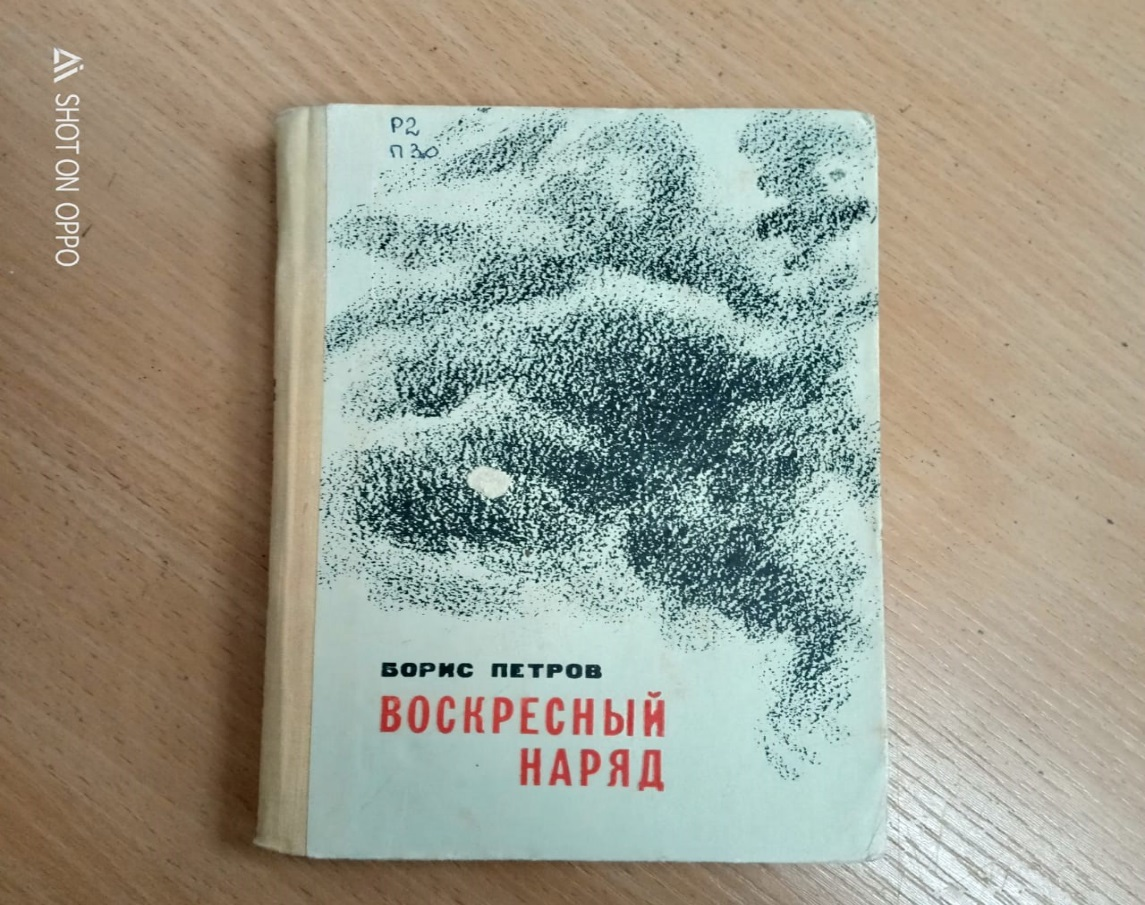 SHOT ON OPPO
Р2
П30
БОРИС ПЕТРОВ
ВОСКРЕСНЫЙ
НАРЯД